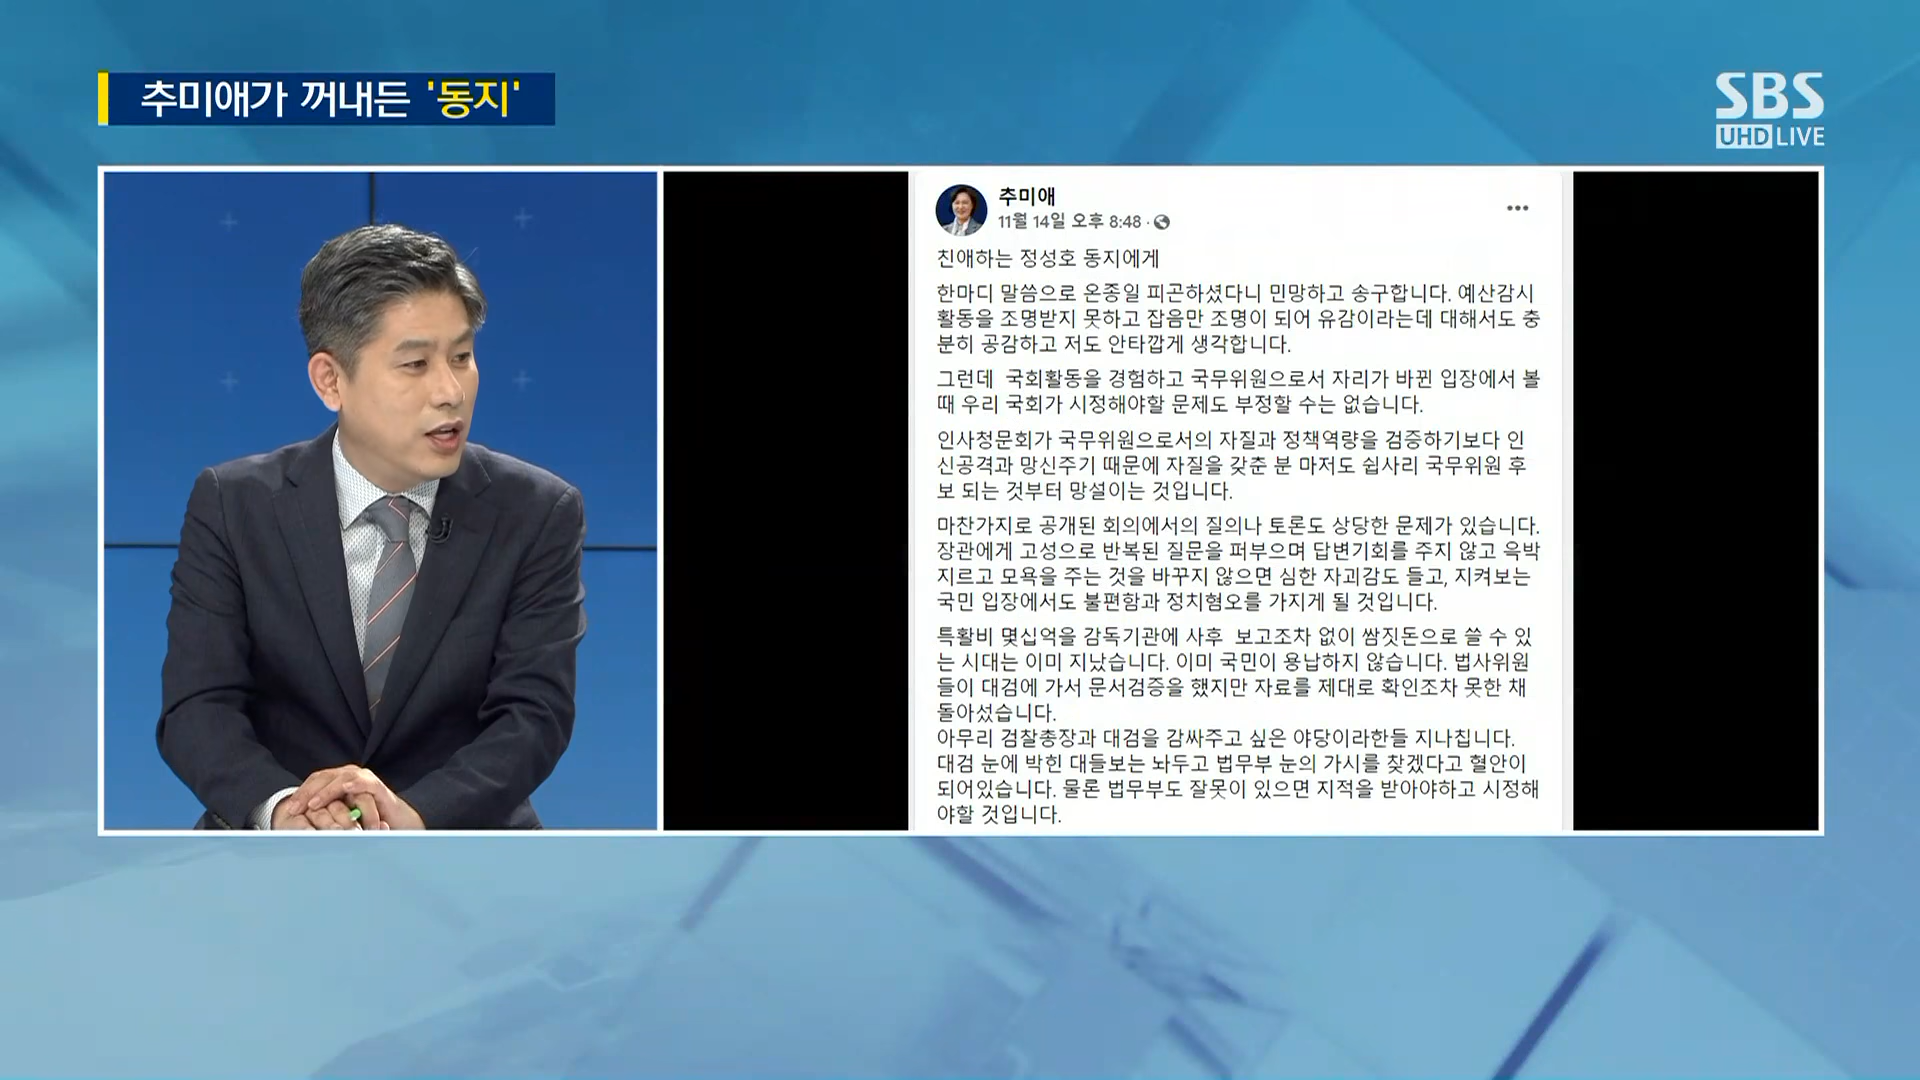 추미애가 꺼내든 '동지'
SBS
UHD LIVE
추미애
11월 14일 오후 8:48 ·
친애하는 정성호 동지에게
한마디 말씀으로 온종일 피곤하셨다니 민망하고 송구합니다. 예산감시
활동을 조명받지 못하고 잡음만 조명이 되어 유감이라는데 대해서도 충
분히 공감하고 저도 안타깝게 생각합니다.
그런데 국회활동을 경험하고 국무위원으로서 자리가 바뀐 입장에서 볼
때 우리 국회가 시정해야할 문제도 부정할 수는 없습니다.
인사청문회가 국무위원으로서의 자질과 정책역량을 검증하기보다 인
신공격과 망신주기 때문에 자질을 갖춘 분 마저도 쉽사리 국무위원 후
보 되는 것부터 망설이는 것입니다.
마찬가지로 공개된 회의에서의 질의나 토론도 상당한 문제가 있습니다.
장관에게 고성으로 반복된 질문을 퍼부으며 답변기회를 주지 않고 윽박
지르고 모욕을 주는 것을 바꾸지 않으면 심한 자괴감도 들고, 지켜보는
국민 입장에서도 불편함과 정치혐오를 가지게 될 것입니다.
특활비 몇십억을 감독기관에 사후 보고조차 없이 쌈짓돈으로 쓸 수 있
는 시대는 이미 지났습니다. 이미 국민이 용납하지 않습니다. 법사위원
들이 대검에 가서 문서검증을 했지만 자료를 제대로 확인조차 못한 채
돌아섰습니다.
아무리 검찰총장과 대검을 감싸주고 싶은 야당이라한들 지나칩니다.
대검 눈에 박힌 대들보는 놔두고 법무부 눈의 가시를 찾겠다고 혈안이
되어있습니다. 물론 법무부도 잘못이 있으면 지적을 받아야하고 시정해
야할 것입니다.